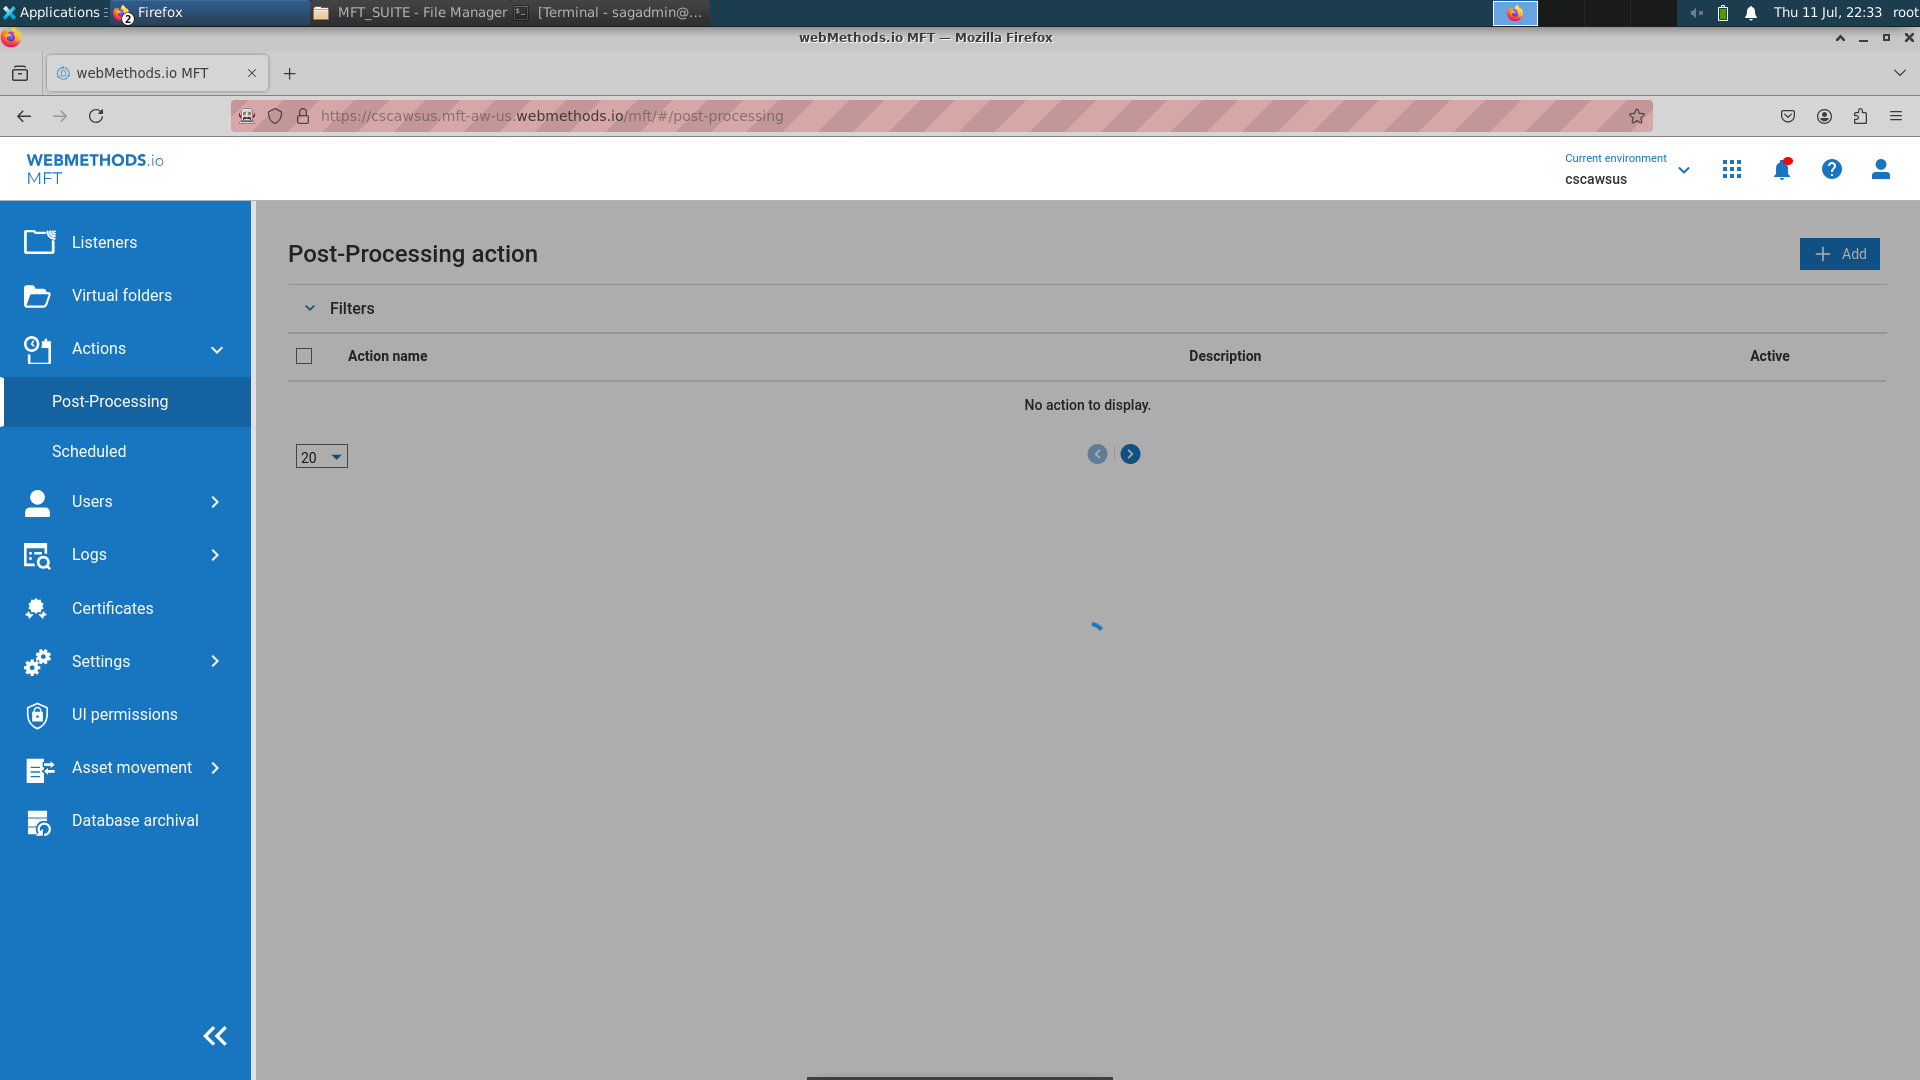 Applications
Firefox
MFT_SUITE - File Manager
[Terminal - sagadmin@...
Thu 11 Jul, 22:33
root
webMethods.io MFT — Mozilla Firefox
webMethods.io MFT
https://cscawsus.mft-aw-us.webmethods.io/mft/#/post-processing
WEBMETHODS.io
MFT
Current environment
cscawsus
Listeners
Virtual folders
Actions
Post-Processing
Scheduled
Users
Logs
Certificates
Settings
UI permissions
Asset movement
Database archival
Post-Processing action
Add
Filters
Action name
Description
Active
No action to display.
20